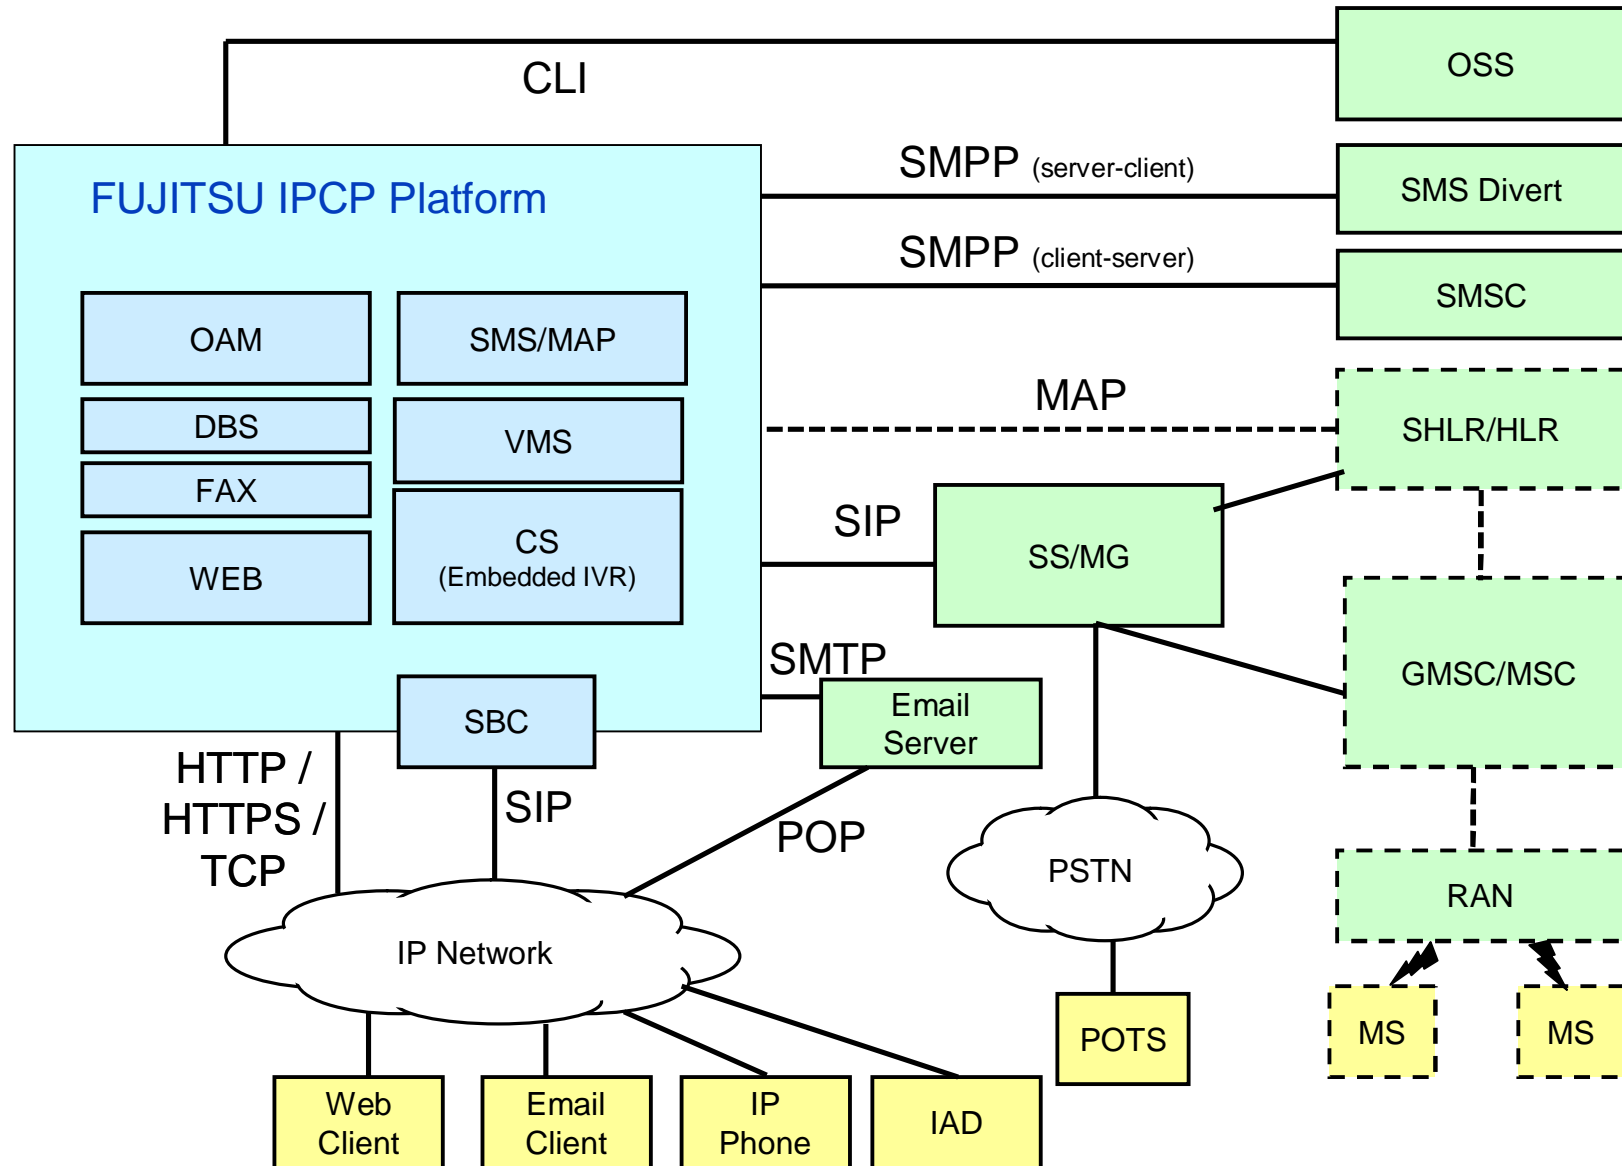 OSS
CLI
SMPP (server-client)
SMS Divert
FUJITSU IPCP Platform
SMPP (client-server)
SMSC
OAM
SMS/MAP
MAP
SHLR/HLR
DBS
VMS
FAX
SIP
CS
(Embedded IVR)
SS/MG
WEB
SMTP
GMSC/MSC
SBC
Email
Server
HTTP /
HTTPS /
TCP
SIP
POP
PSTN
RAN
IP Network
POTS
MS
MS
Web
Client
Email
Client
IP
Phone
IAD